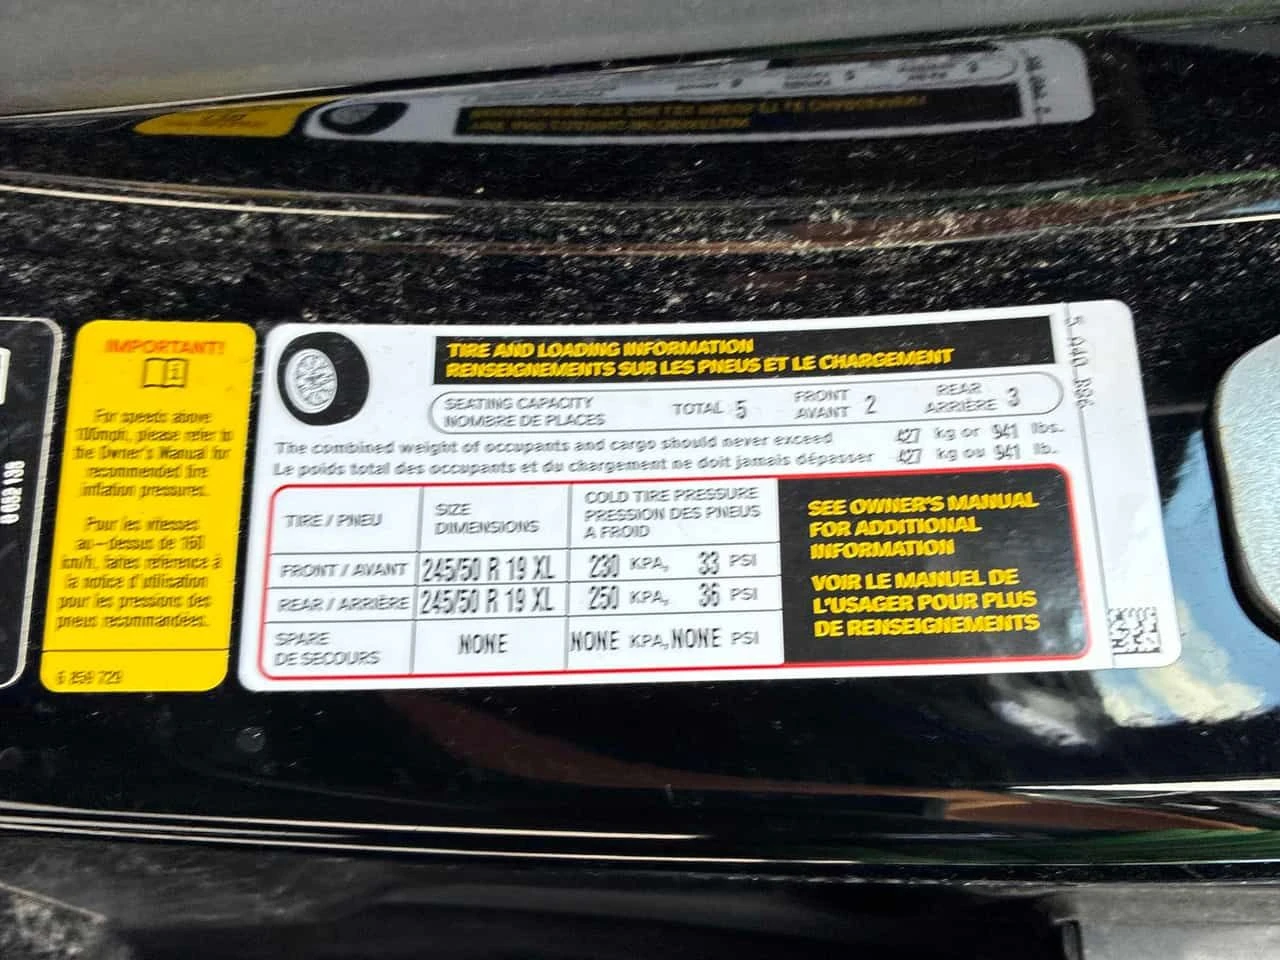 IMPORTANT!
For speeds above
100mph, please refer to
the Owner's Manual for
recommended tire
inflation pressures.
Pour les vitesses
au-dessus de 160
km/h, faites référence à
la notice d'utilisation
pour les pressions des
pneus recommandées.
6 859 729
TIRE AND LOADING INFORMATION
RENSEIGNEMENTS SUR LES PNEUS ET LE CHARGEMENT
SEATING CAPACITY
NOMBRE DE PLACES
TOTAL 5
FRONT
AVANT 2
REAR
ARRIÈRE 3
The combined weight of occupants and cargo should never exceed 427 kg or 941 lbs.
Le poids total des occupants et du chargement ne doit jamais dépasser 427 kg ou 941 lb.
TIRE / PNEU
SIZE
DIMENSIONS
COLD TIRE PRESSURE
PRESSION DES PNEUS
A FROID
FRONT / AVANT 245/50 R 19 XL 230 KPA, 33 PSI
REAR / ARRIÈRE 245/50 R 19 XL 250 KPA, 36 PSI
SPARE
DE SECOURS
NONE NONE KPA, NONE PSI
SEE OWNER'S MANUAL
FOR ADDITIONAL
INFORMATION
VOIR LE MANUEL DE
L'USAGER POUR PLUS
DE RENSEIGNEMENTS